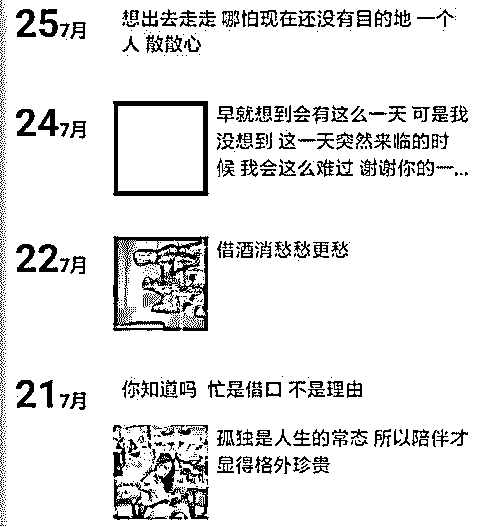 25 7月
想出去走走 哪怕现在还没有目的地 一个
人 散散心
24 7月
早就想到会有这么一天 可是我
没想到 这一天突然来临的时
候 我会这么难过 谢谢你的一...
22 7月
借酒消愁愁更愁
21 7月
你知道吗 忙是借口 不是理由
孤独是人生的常态 所以陪伴才
显得格外珍贵